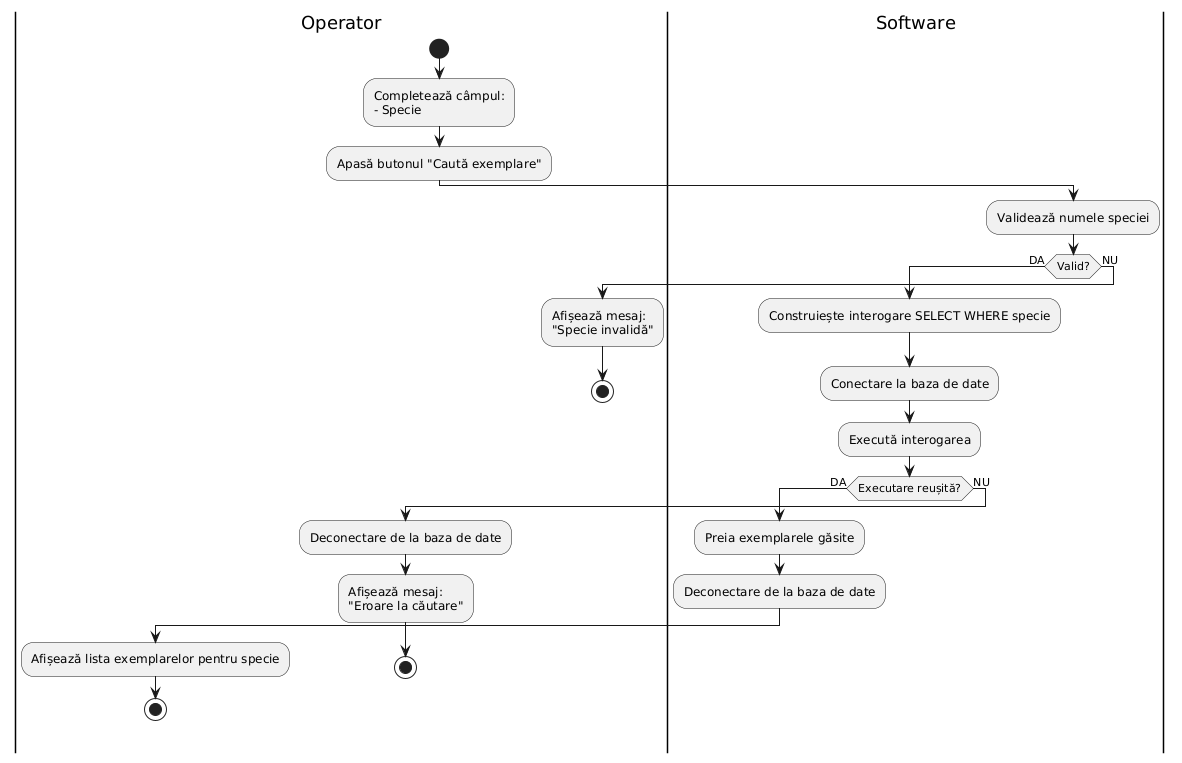 Operator
Software
Completează câmpul:
- Specie
Apasă butonul "Caută exemplare"
Validează numele speciei
DA
Valid?
NU
Afișează mesaj:
"Specie invalidă"
Construiește interogare SELECT WHERE specie
Conectare la baza de date
Execută interogarea
DA
Executare reușită?
NU
Deconectare de la baza de date
Preia exemplarele găsite
Afișează mesaj:
"Eroare la căutare"
Deconectare de la baza de date
Afișează lista exemplarelor pentru specie